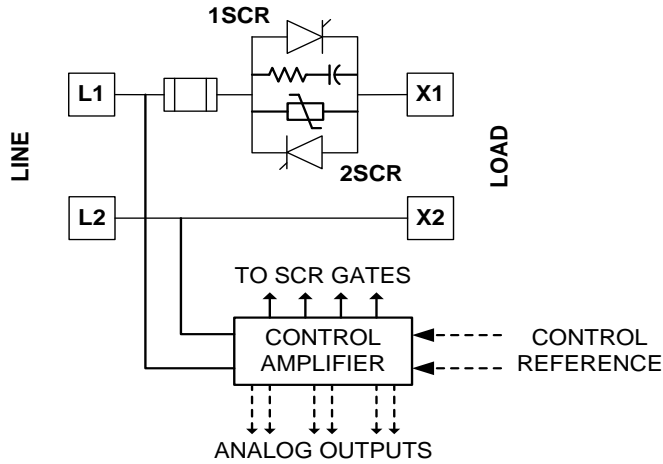 1SCR
L1
X1
LINE
LOAD
2SCR
L2
X2
TO SCR GATES
CONTROL
AMPLIFIER
CONTROL
REFERENCE
ANALOG OUTPUTS